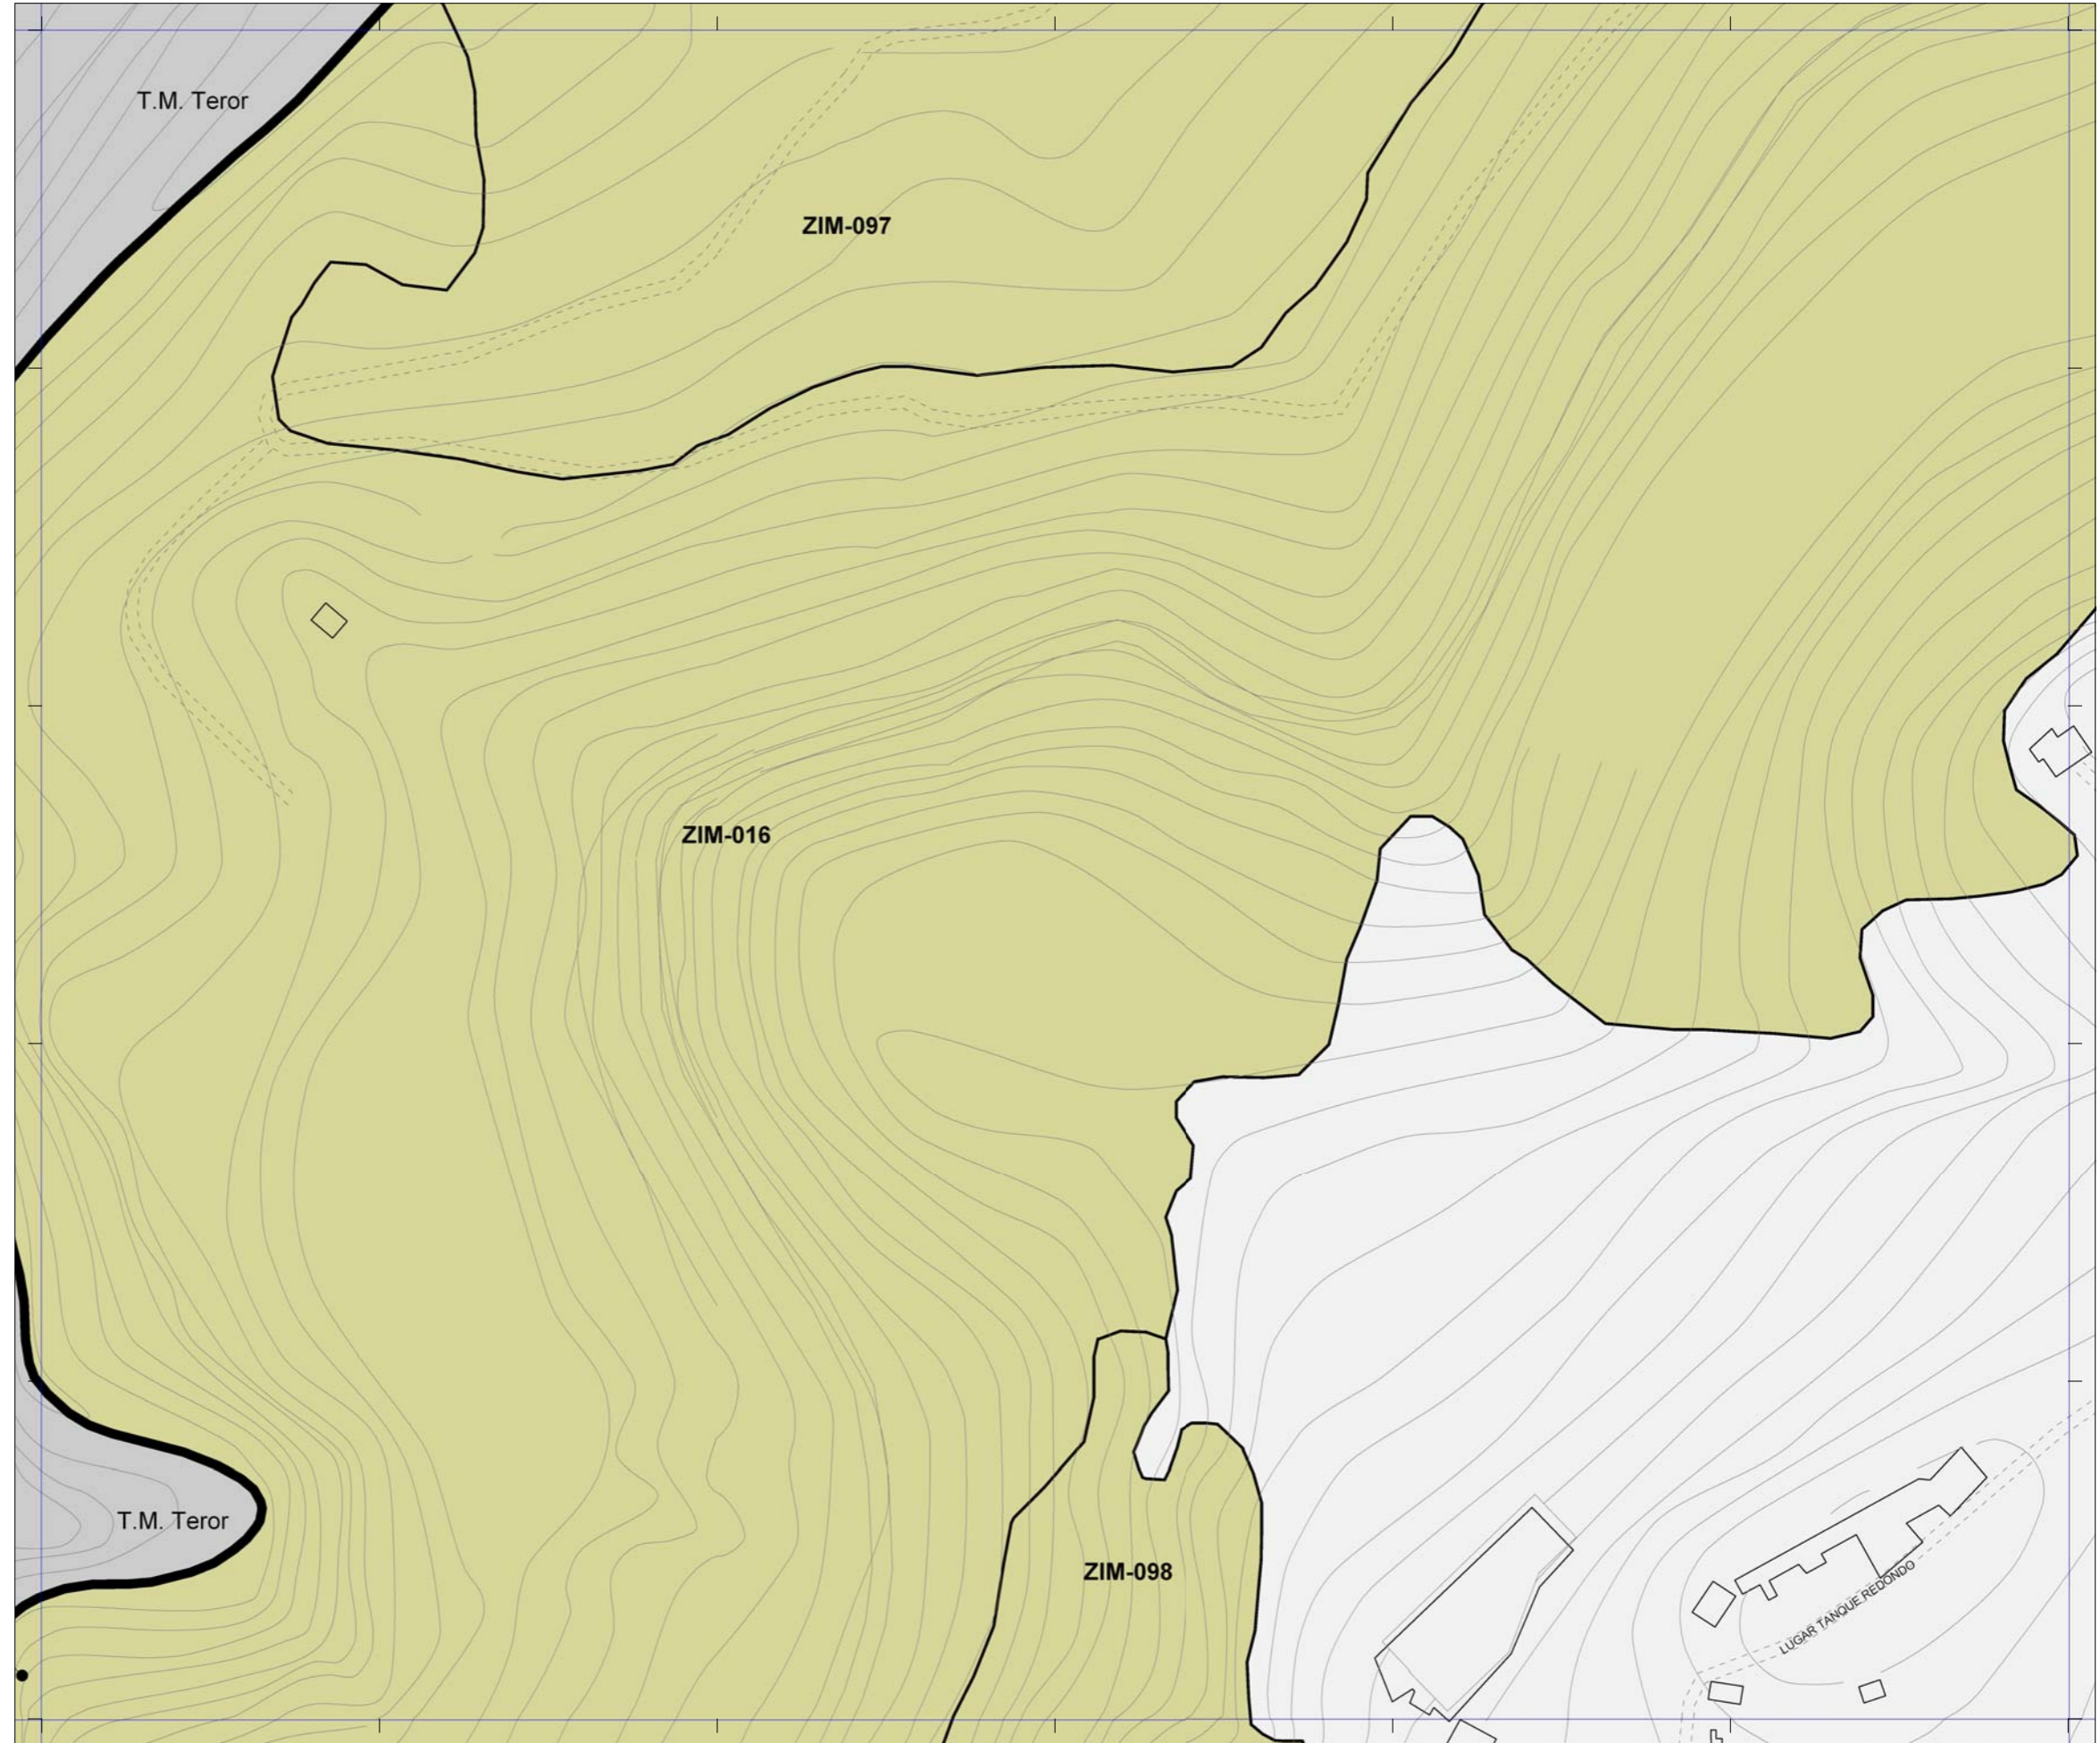 T.M. Teror
ZIM-097
ZIM-016
T.M. Teror
ZIM-098
LUGAR TANQUE REDONDO